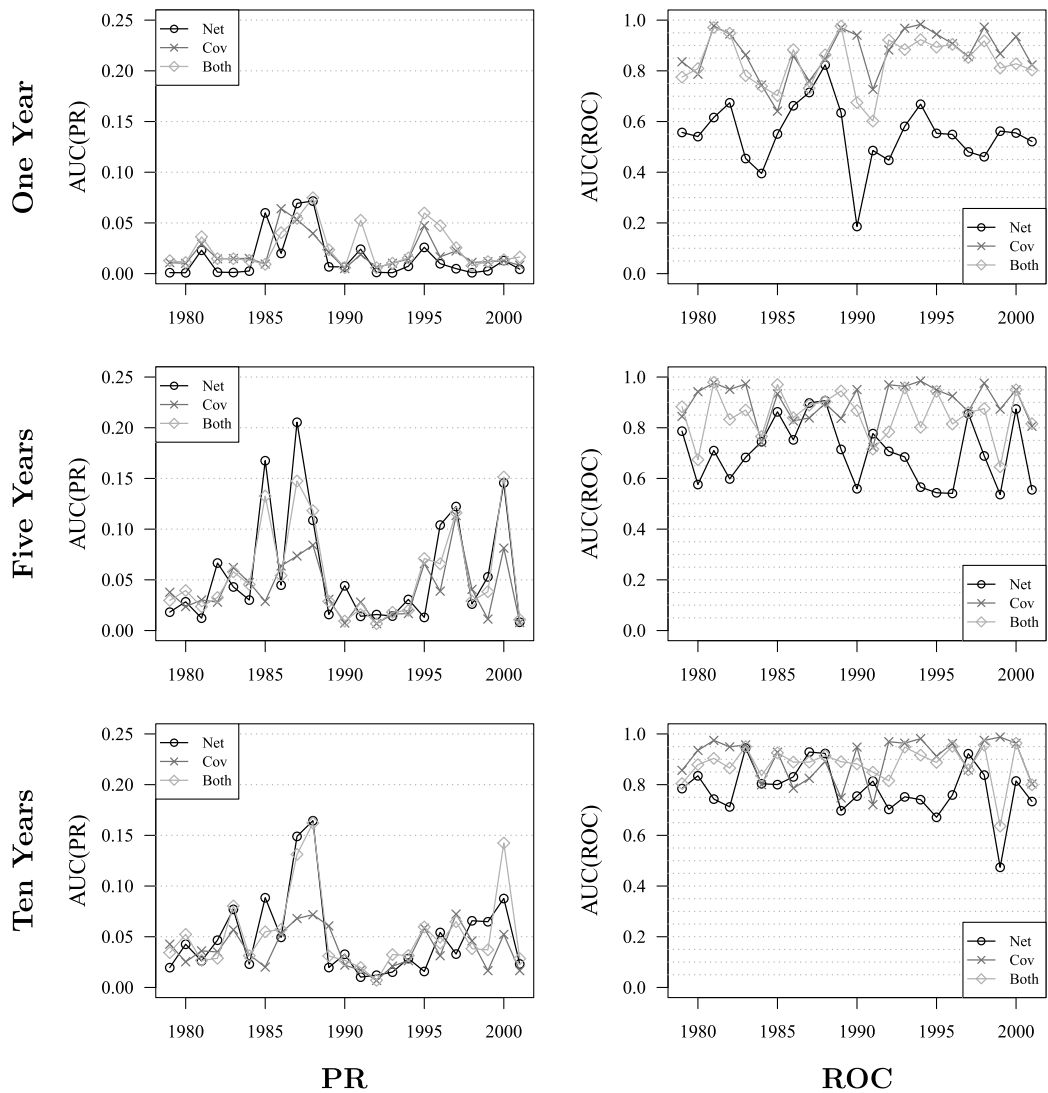 One Year
AUC(PR)
0.25
0.20
0.15
0.10
0.05
0.00
Net
Cov
Both
1980 1985 1990 1995 2000
AUC(ROC)
1.0
0.8
0.6
0.4
0.2
0.0
Net
Cov
Both
1980 1985 1990 1995 2000
Five Years
AUC(PR)
0.25
0.20
0.15
0.10
0.05
0.00
Net
Cov
Both
1980 1985 1990 1995 2000
AUC(ROC)
1.0
0.8
0.6
0.4
0.2
0.0
Net
Cov
Both
1980 1985 1990 1995 2000
Ten Years
AUC(PR)
0.25
0.20
0.15
0.10
0.05
0.00
Net
Cov
Both
1980 1985 1990 1995 2000
AUC(ROC)
1.0
0.8
0.6
0.4
0.2
0.0
Net
Cov
Both
1980 1985 1990 1995 2000
PR
ROC